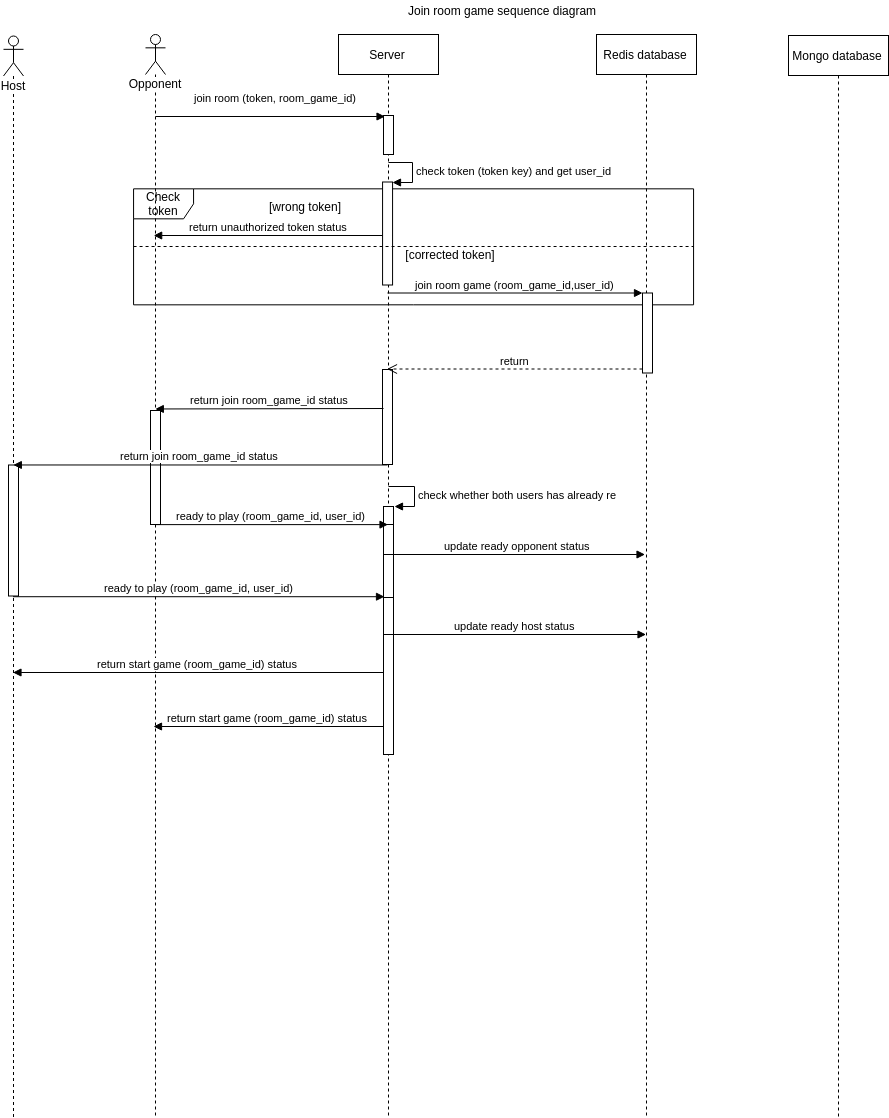 Join room game sequence diagram
Host
Opponent
Server
Redis database
Mongo database
join room (token, room_game_id)
check token (token key) and get user_id
Check
token
[wrong token]
return unauthorized token status
[corrected token]
join room game (room_game_id,user_id)
return
return join room_game_id status
return join room_game_id status
check whether both users has already re
ready to play (room_game_id, user_id)
update ready opponent status
ready to play (room_game_id, user_id)
update ready host status
return start game (room_game_id) status
return start game (room_game_id) status